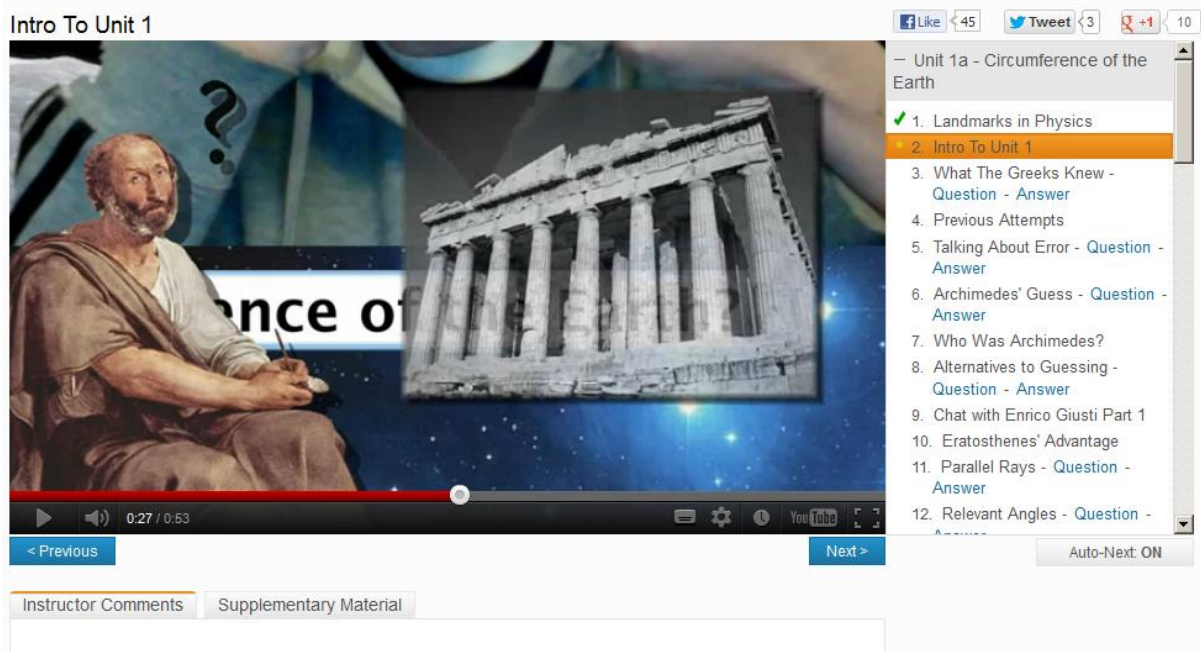 Intro To Unit 1
Like 45
Tweet 3
+1 10
?
ence of the Earth?
0:27 / 0:53
You Tube
< Previous
Next >
Instructor Comments
Supplementary Material
− Unit 1a - Circumference of the
Earth
1. Landmarks in Physics
2. Intro To Unit 1
3. What The Greeks Knew -
Question - Answer
4. Previous Attempts
5. Talking About Error - Question -
Answer
6. Archimedes' Guess - Question -
Answer
7. Who Was Archimedes?
8. Alternatives to Guessing -
Question - Answer
9. Chat with Enrico Giusti Part 1
10. Eratosthenes' Advantage
11. Parallel Rays - Question -
Answer
12. Relevant Angles - Question -
Auto-Next: ON